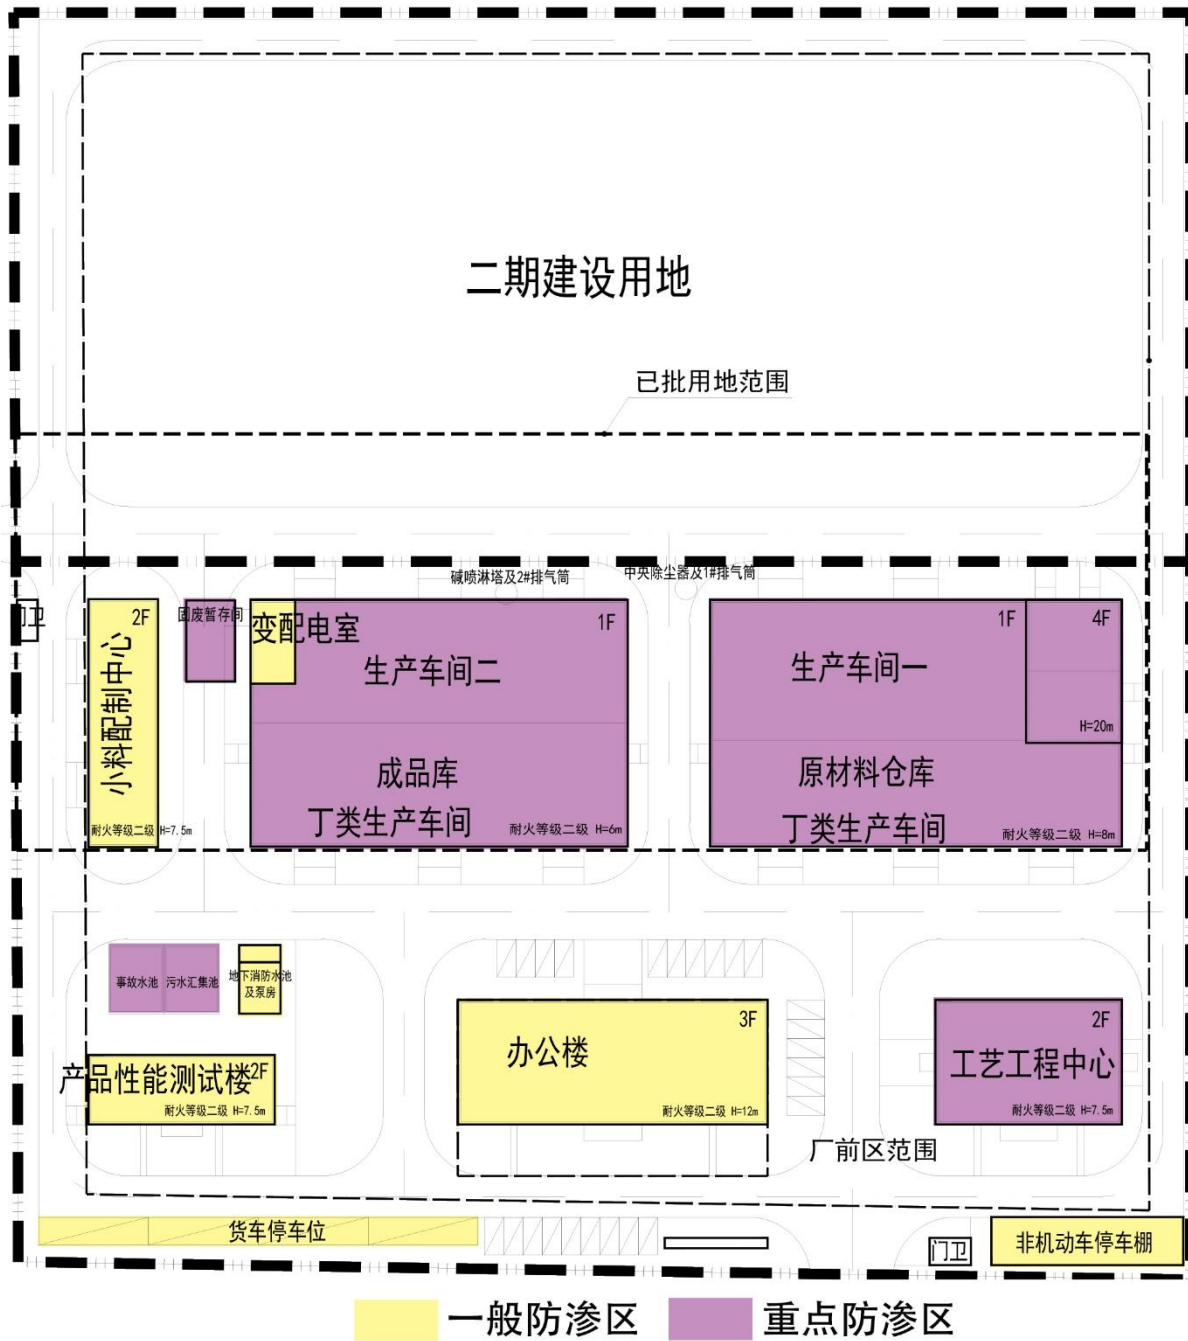 二期建设用地
已批用地范围
碱喷淋塔及2#排气筒
中央除尘器及1#排气筒
门卫
2F
小料配制中心
耐火等级二级 H=7.5m
固废暂存间
变配电室
1F
生产车间二
成品库
丁类生产车间
耐火等级二级 H=6m
1F
4F
生产车间一
H=20m
原材料仓库
丁类生产车间
耐火等级二级 H=8m
事故水池
污水汇集池
地下消防水池
及泵房
产品性能测试楼
2F
耐火等级二级 H=7.5m
3F
办公楼
耐火等级二级 H=12m
2F
工艺工程中心
耐火等级二级 H=7.5m
厂前区范围
货车停车位
门卫
非机动车停车棚
一般防渗区
重点防渗区